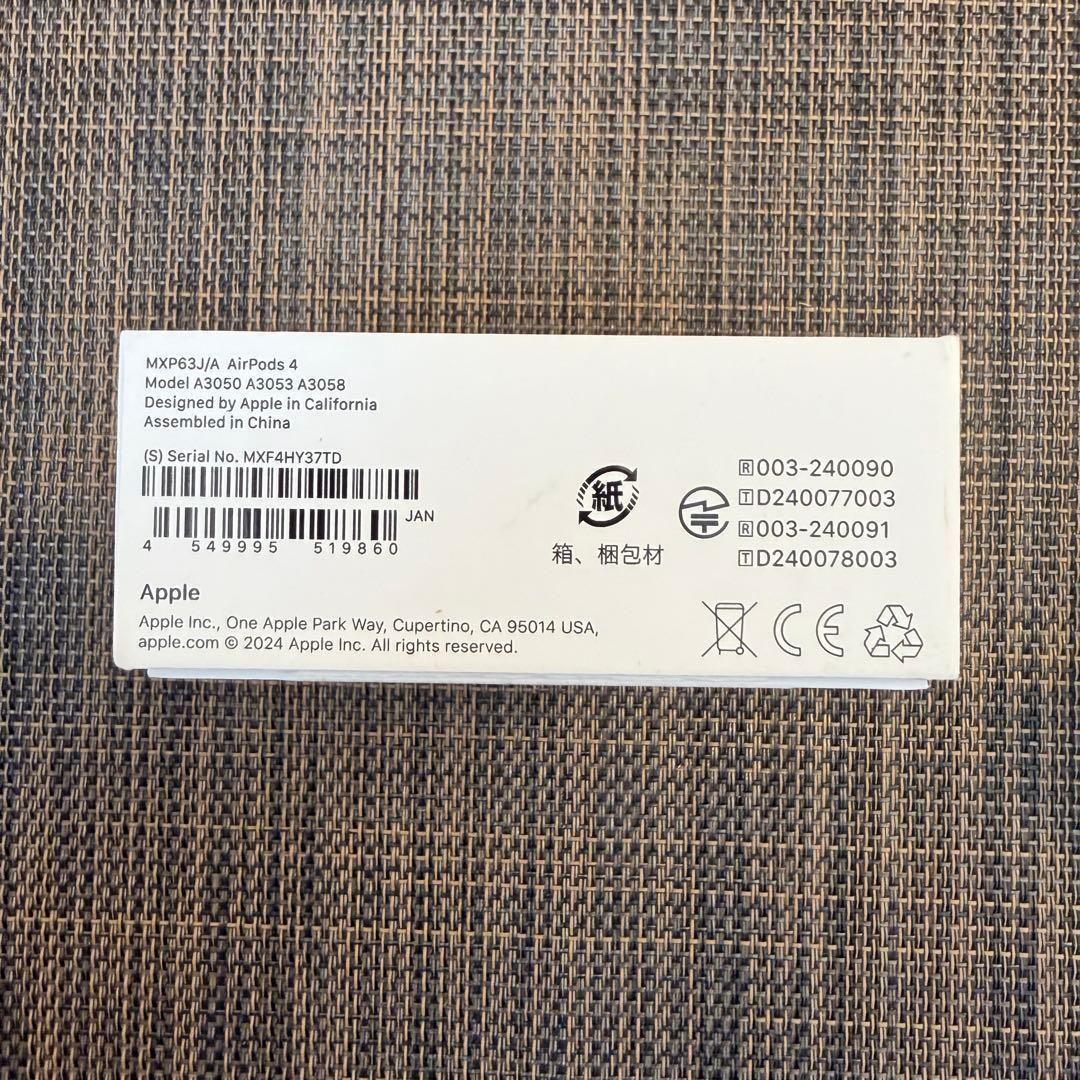 MXP63J/A AirPods 4
Model A3050 A3053 A3058
Designed by Apple in California
Assembled in China
(S) Serial No. MXF4HY37TD
JAN
4 549995 519860
紙
箱、梱包材
🅁003-240090
🅃D240077003
🅁003-240091
🅃D240078003
Apple
Apple Inc., One Apple Park Way, Cupertino, CA 95014 USA,
apple.com © 2024 Apple Inc. All rights reserved.
CE